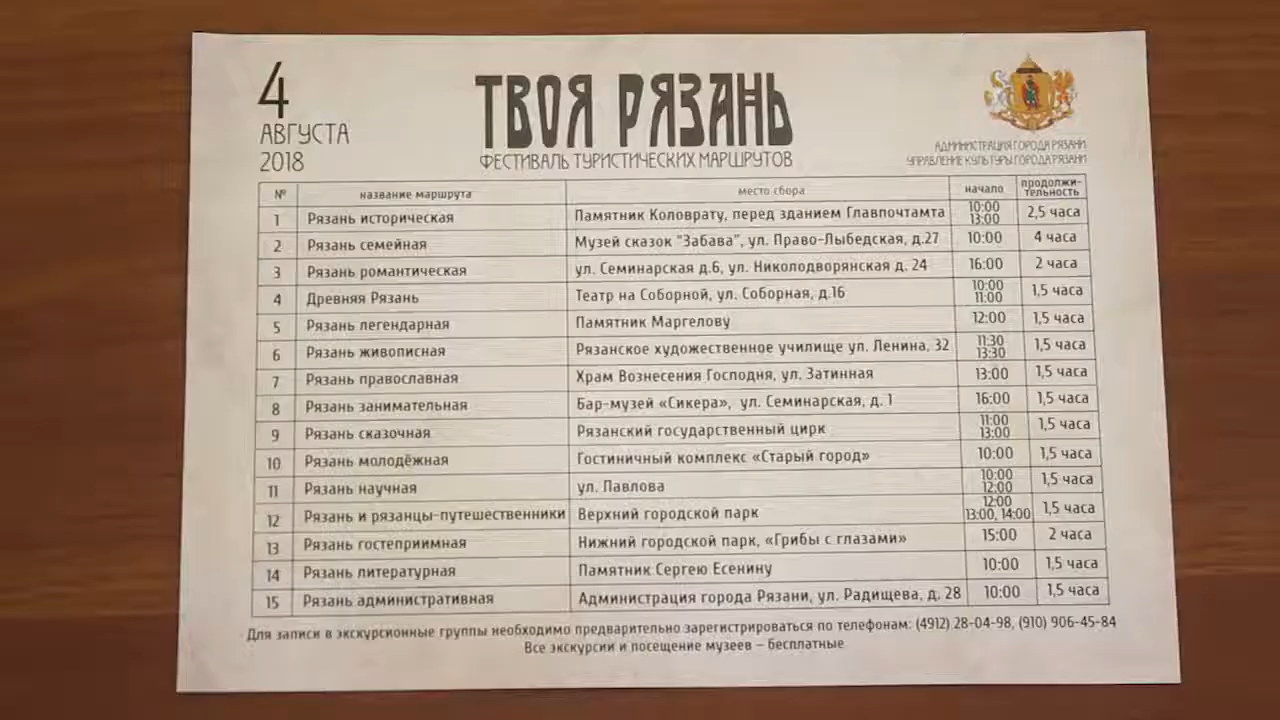 4
АВГУСТА
2018
ТВОЯ РЯЗАНЬ
ФЕСТИВАЛЬ ТУРИСТИЧЕСКИХ МАРШРУТОВ
АДМИНИСТРАЦИЯ ГОРОДА РЯЗАНИ
УПРАВЛЕНИЕ КУЛЬТУРЫ ГОРОДА РЯЗАНИ
№ название маршрута место сбора начало продолжи-
тельность
1 Рязань историческая Памятник Коловрату, перед зданием Главпочтамта 10:00 2,5 часа
13:00
2 Рязань семейная Музей сказок "Забава", ул. Право-Лыбедская, д.27 10:00 4 часа
3 Рязань романтическая ул. Семинарская д.6, ул. Николодворянская д. 24 16:00 2 часа
4 Древняя Рязань Театр на Соборной, ул. Соборная, д.16 10:00 1,5 часа
11:00
5 Рязань легендарная Памятник Маргелову 12:00 1,5 часа
6 Рязань живописная Рязанское художественное училище ул. Ленина, 32 11:30 1,5 часа
13:30
7 Рязань православная Храм Вознесения Господня, ул. Затинная 13:00 1,5 часа
8 Рязань занимательная Бар-музей «Сикера», ул. Семинарская, д. 1 16:00 1,5 часа
9 Рязань сказочная Рязанский государственный цирк 11:00 1,5 часа
13:00
10 Рязань молодёжная Гостиничный комплекс «Старый город» 10:00 1,5 часа
11 Рязань научная ул. Павлова 10:00 1,5 часа
12:00
12 Рязань и рязанцы-путешественники Верхний городской парк 12:00 1,5 часа
13:00, 14:00
13 Рязань гостеприимная Нижний городской парк, «Грибы с глазами» 15:00 2 часа
14 Рязань литературная Памятник Сергею Есенину 10:00 1,5 часа
15 Рязань административная Администрация города Рязани, ул. Радищева, д. 28 10:00 1,5 часа
Для записи в экскурсионные группы необходимо предварительно зарегистрироваться по телефонам: (4912) 28-04-98, (910) 906-45-84
Все экскурсии и посещение музеев – бесплатные